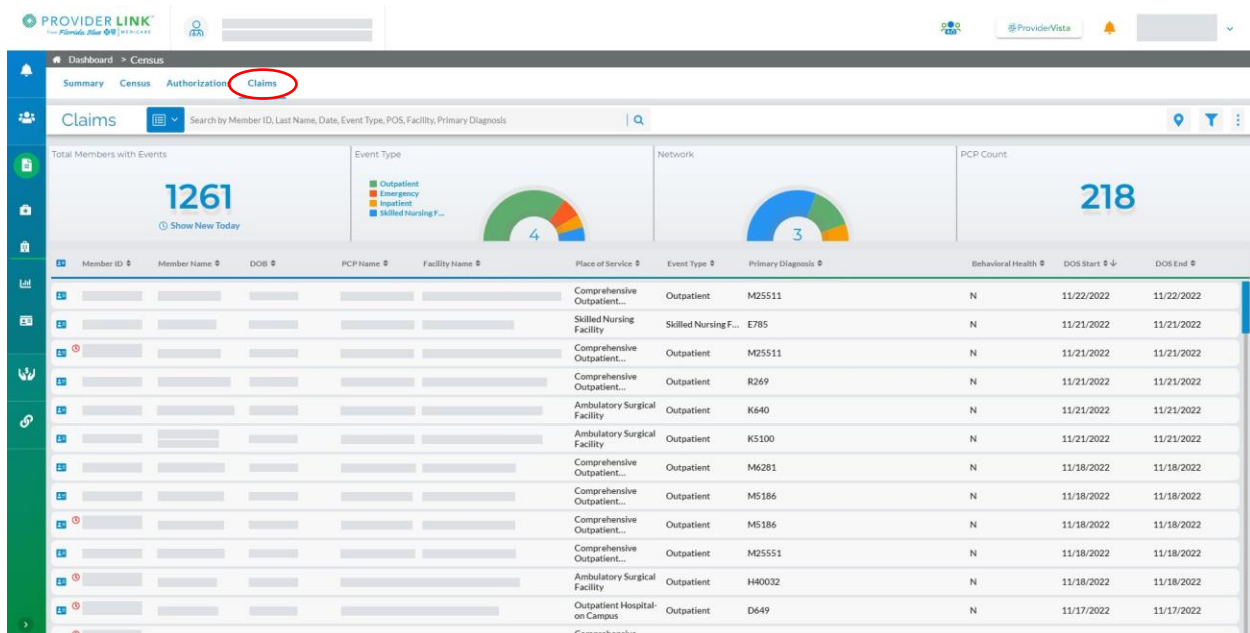 PROVIDER LINK
from Florida Blue MEDICARE
ProviderVista
Dashboard > Census
Summary Census Authorization Claims
Claims
Search by Member ID, Last Name, Date, Event Type, POS, Facility, Primary Diagnosis
Total Members with Events
1261
Show New Today
Event Type
Outpatient
Emergency
Inpatient
Skilled Nursing F...
4
Network
3
PCP Count
218
Member ID Member Name DOB PCP Name Facility Name Place of Service Event Type Primary Diagnosis Behavioral Health DOS Start DOS End
Comprehensive
Outpatient... Outpatient M25511 N 11/22/2022 11/22/2022
Skilled Nursing
Facility Skilled Nursing F... E785 N 11/21/2022 11/21/2022
Comprehensive
Outpatient... Outpatient M25511 N 11/21/2022 11/21/2022
Comprehensive
Outpatient... Outpatient R269 N 11/21/2022 11/21/2022
Ambulatory Surgical
Facility Outpatient K640 N 11/21/2022 11/21/2022
Ambulatory Surgical
Facility Outpatient K5100 N 11/21/2022 11/21/2022
Comprehensive
Outpatient... Outpatient M6281 N 11/18/2022 11/18/2022
Comprehensive
Outpatient... Outpatient M5186 N 11/18/2022 11/18/2022
Comprehensive
Outpatient... Outpatient M5186 N 11/18/2022 11/18/2022
Comprehensive
Outpatient... Outpatient M25551 N 11/18/2022 11/18/2022
Ambulatory Surgical
Facility Outpatient H40032 N 11/18/2022 11/18/2022
Outpatient Hospital-
on Campus Outpatient D649 N 11/17/2022 11/17/2022